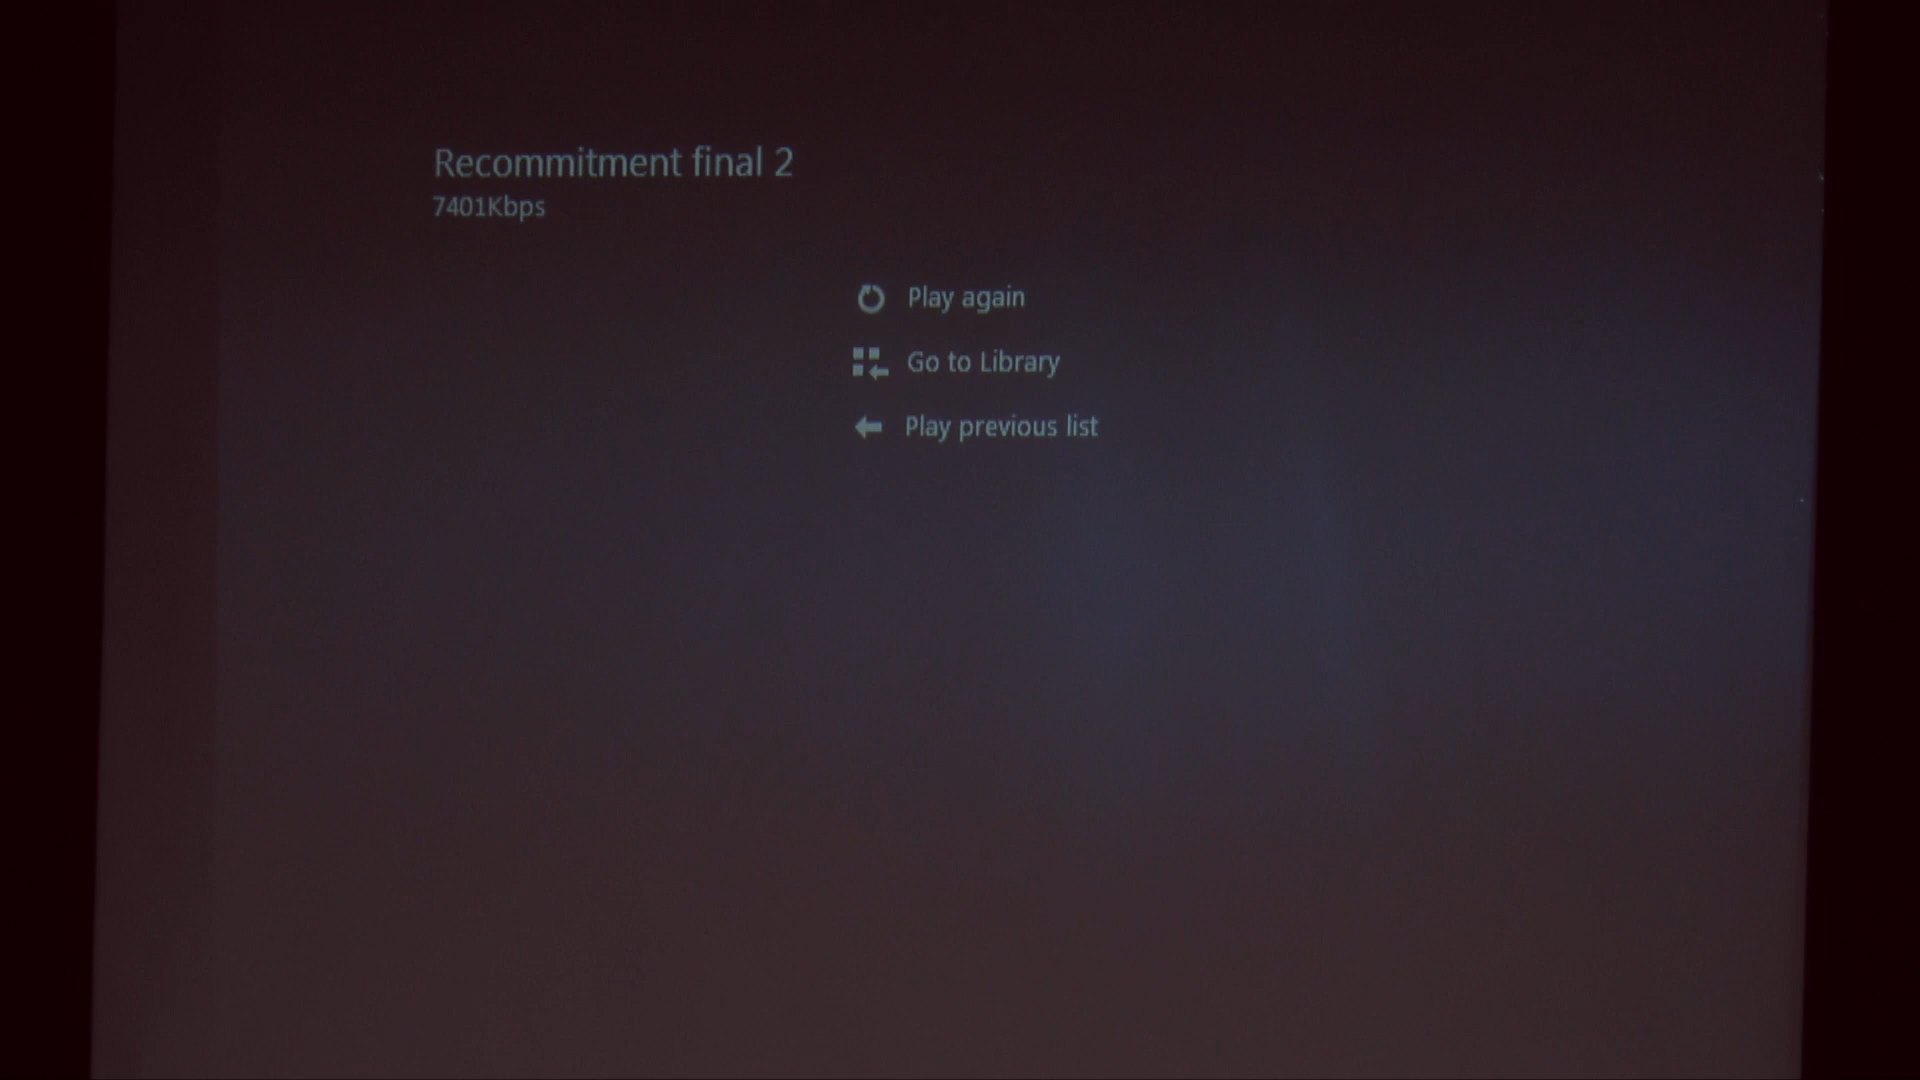 Recommitment final 2
7401Kbps
Play again
Go to Library
Play previous list